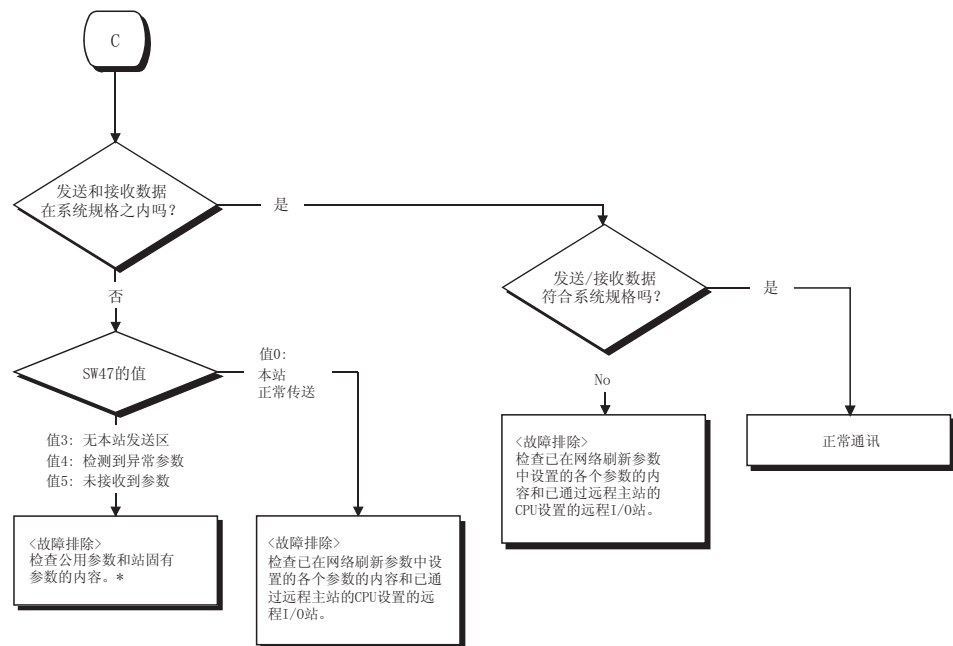 C
发送和接收数据
在系统规格之内吗？
是
否
发送/接收数据
符合系统规格吗？
是
SW47的值
值0:
本站
正常传送
No
值3: 无本站发送区
值4: 检测到异常参数
值5: 未接收到参数
<故障排除>
检查已在网络刷新参数
中设置的各个参数的内
容和已通过远程主站的
CPU设置的远程I/O站。
正常通讯
<故障排除>
检查公用参数和站固有
参数的内容。*
<故障排除>
检查已在网络刷新参数中设
置的各个参数的内容和已通
过远程主站的CPU设置的远
程I/O站。